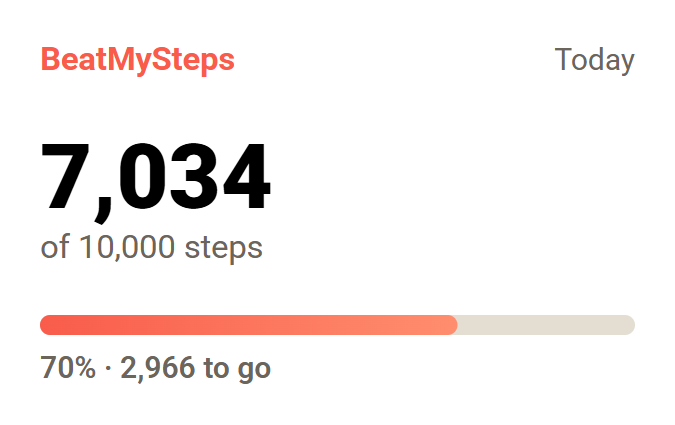 BeatMySteps
Today
7,034
of 10,000 steps
70% · 2,966 to go